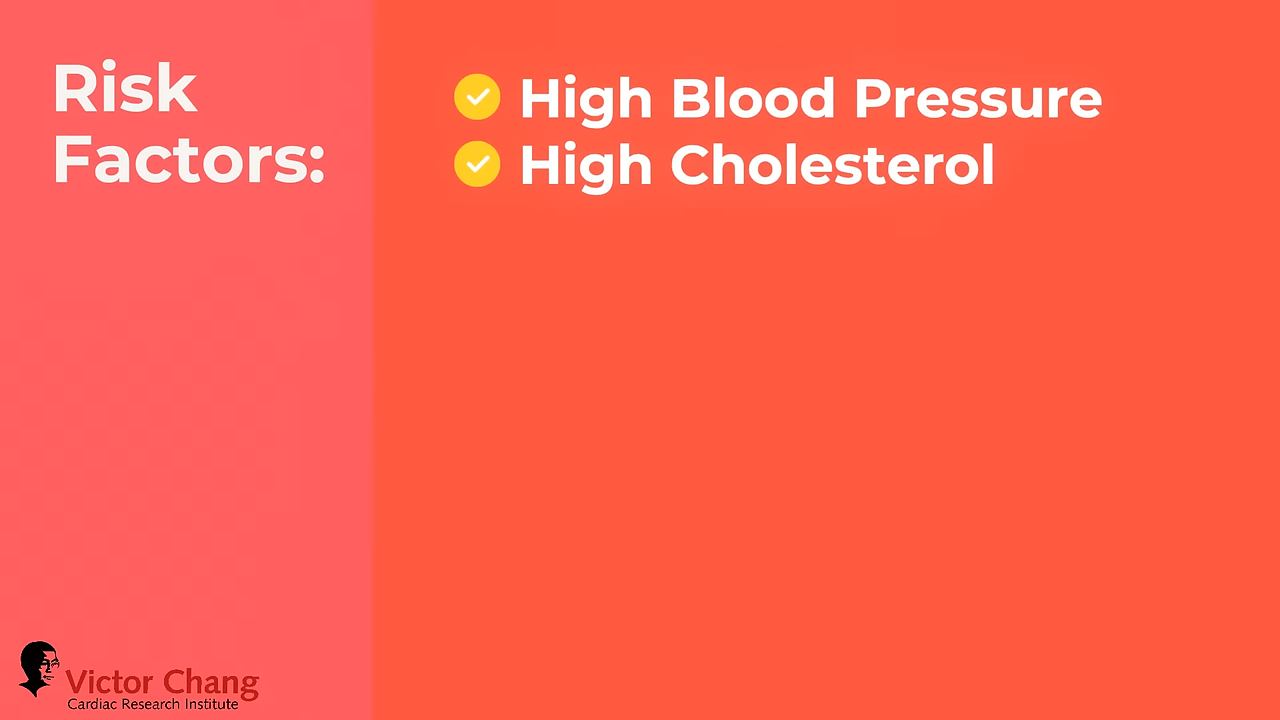 Risk
Factors:
High Blood Pressure
High Cholesterol
Victor Chang
Cardiac Research Institute